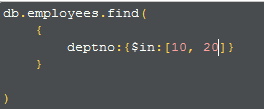 db.employees.find(
{
deptno:{$in:[10, 20]}
}
)